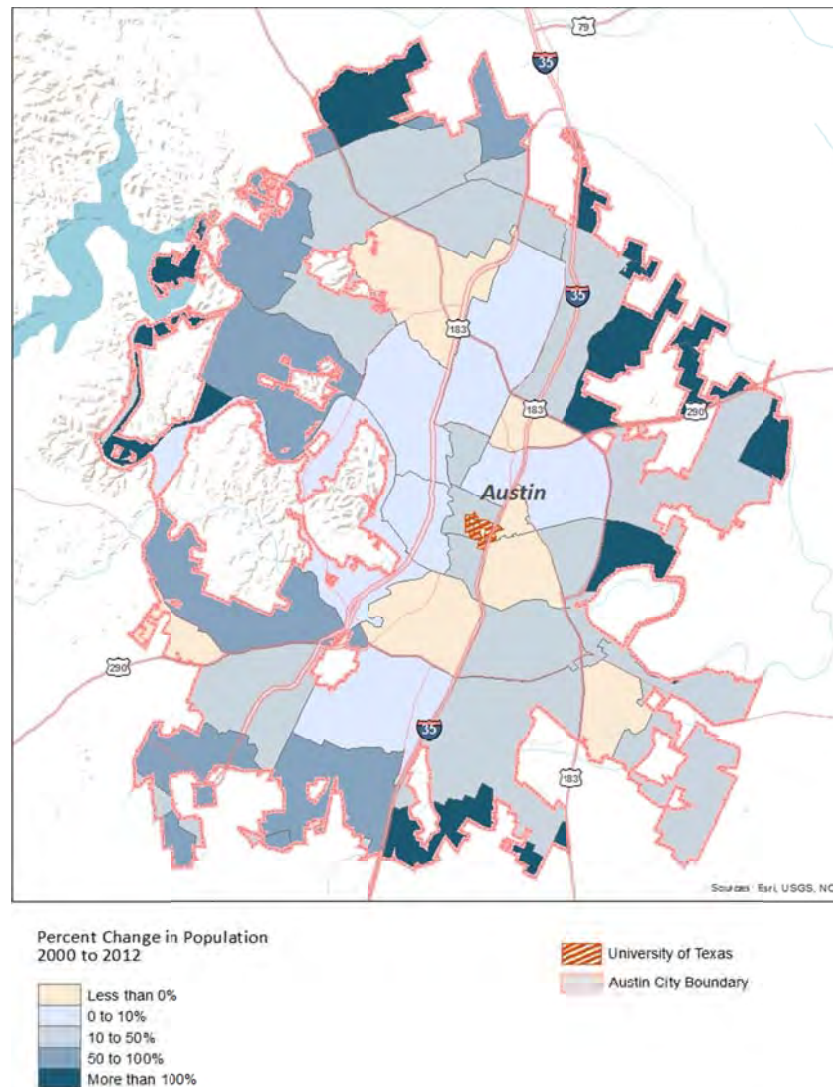 79
35
35
183
183
290
Austin
290
35
183
Sources: Esri, USGS, NO
Percent Change in Population
2000 to 2012
Less than 0%
0 to 10%
10 to 50%
50 to 100%
More than 100%
University of Texas
Austin City Boundary